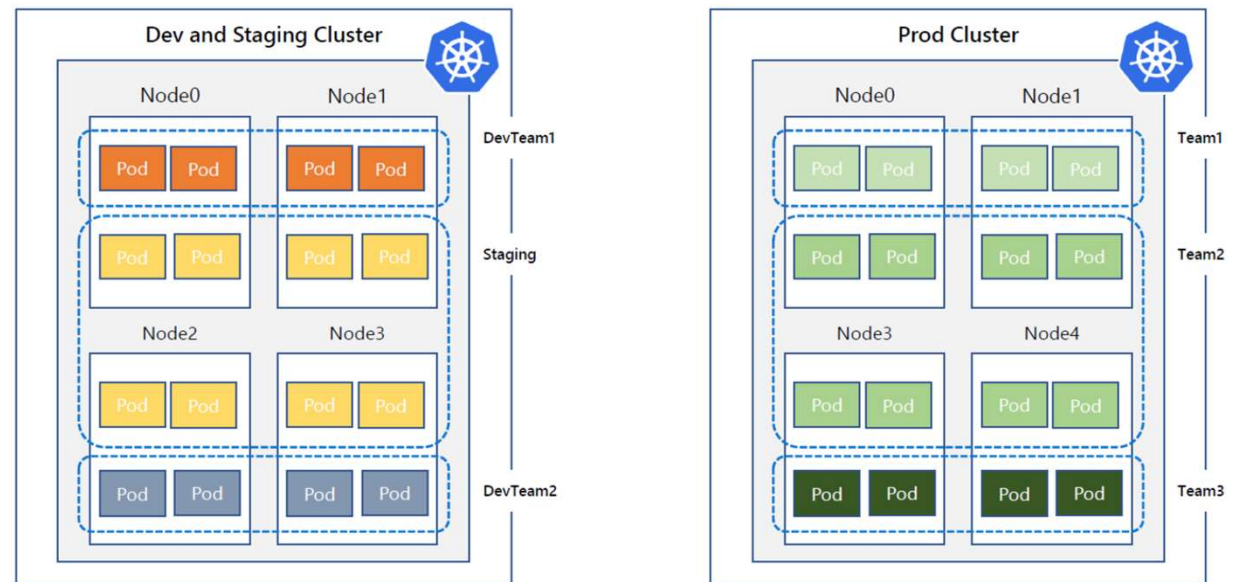 Dev and Staging Cluster
Node0 Node1
DevTeam1
Pod Pod Pod Pod
Staging
Pod Pod Pod Pod
Node2 Node3
Pod Pod Pod Pod
DevTeam2
Pod Pod Pod Pod
Prod Cluster
Node0 Node1
Team1
Pod Pod Pod Pod
Team2
Pod Pod Pod Pod
Node3 Node4
Pod Pod Pod Pod
Team3
Pod Pod Pod Pod